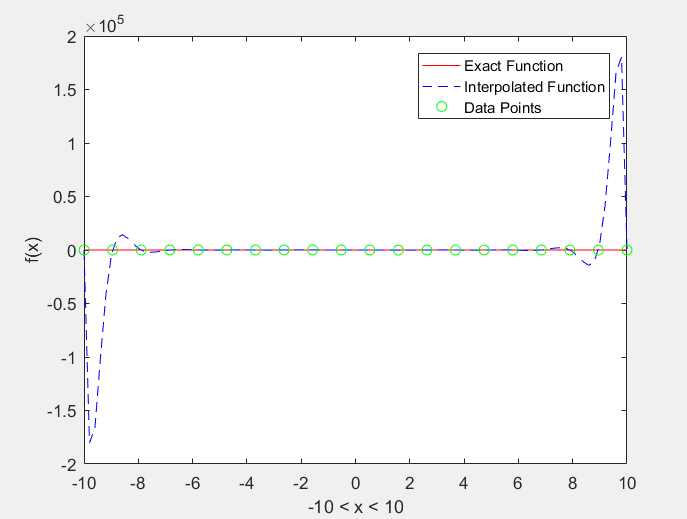 ×10⁵
2
1.5
1
0.5
0
-0.5
-1
-1.5
-2
f(x)
Exact Function
Interpolated Function
Data Points
-10 -8 -6 -4 -2 0 2 4 6 8 10
-10 < x < 10